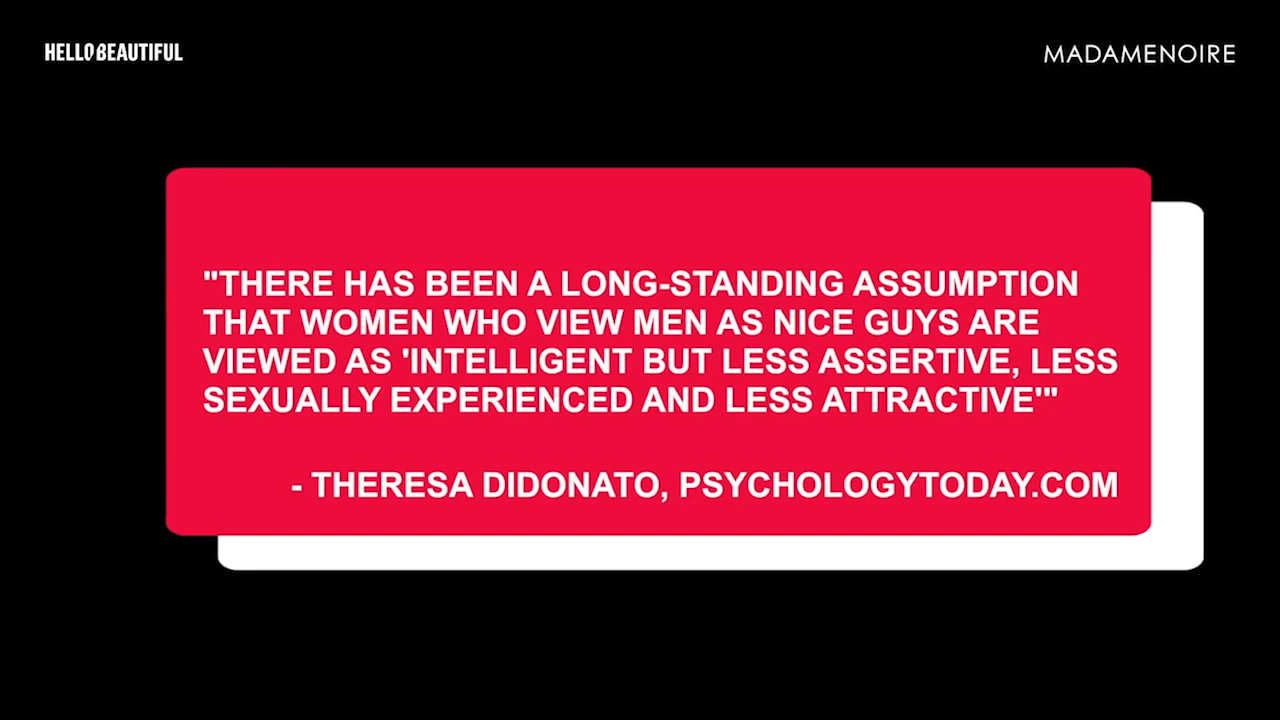 HELLO BEAUTIFUL
MADAMENOIRE
"THERE HAS BEEN A LONG-STANDING ASSUMPTION
THAT WOMEN WHO VIEW MEN AS NICE GUYS ARE
VIEWED AS 'INTELLIGENT BUT LESS ASSERTIVE, LESS
SEXUALLY EXPERIENCED AND LESS ATTRACTIVE'"
- THERESA DIDONATO, PSYCHOLOGYTODAY.COM